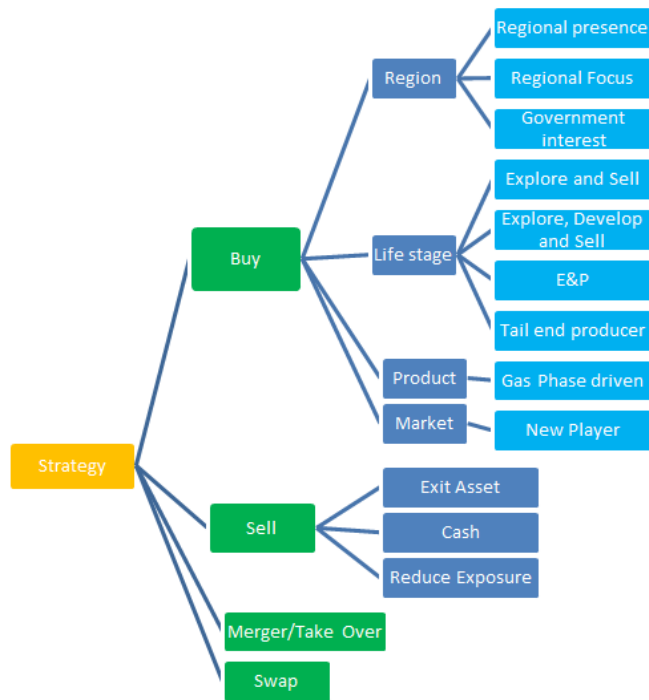 Regional presence
Region
Regional Focus
Government
interest
Explore and Sell
Buy
Life stage
Explore, Develop
and Sell
E&P
Tail end producer
Product
Gas Phase driven
Market
New Player
Strategy
Exit Asset
Sell
Cash
Reduce Exposure
Merger/Take Over
Swap